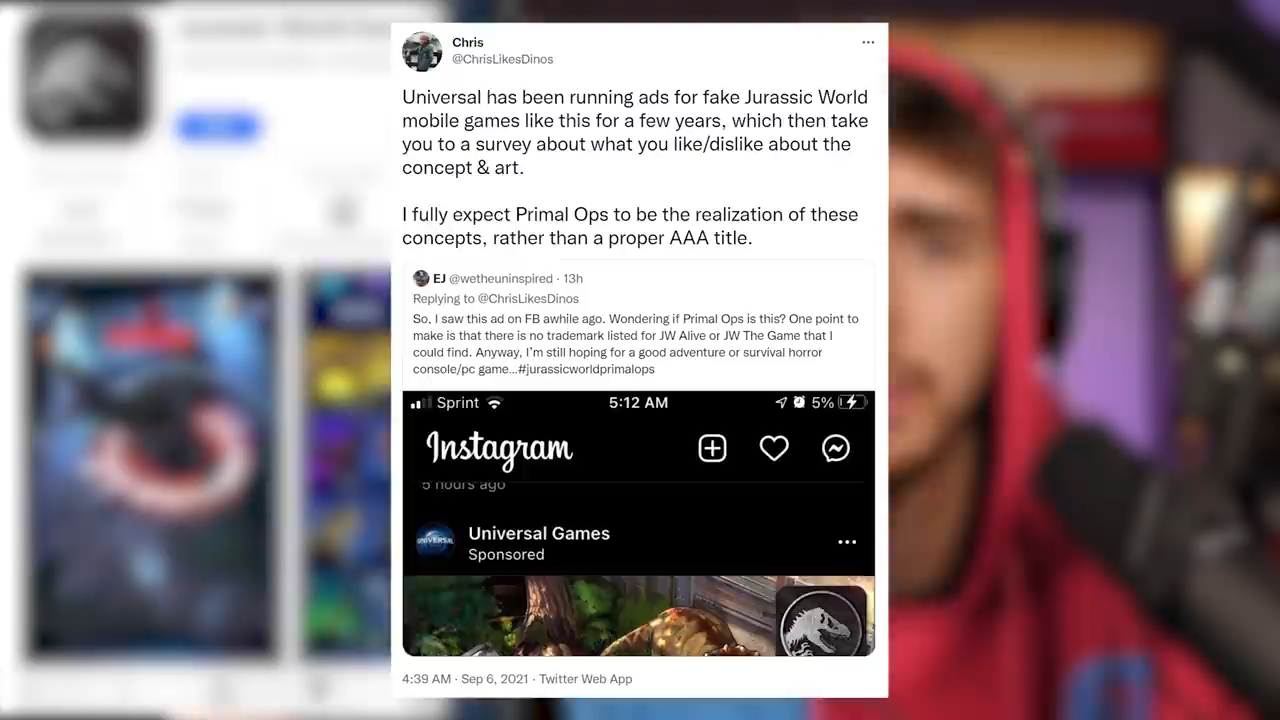 Chris
@ChrisLikesDinos
Universal has been running ads for fake Jurassic World
mobile games like this for a few years, which then take
you to a survey about what you like/dislike about the
concept & art.
I fully expect Primal Ops to be the realization of these
concepts, rather than a proper AAA title.
EJ @wetheuninspired · 13h
Replying to @ChrisLikesDinos
So, I saw this ad on FB awhile ago. Wondering if Primal Ops is this? One point to
make is that there is no trademark listed for JW Alive or JW The Game that I
could find. Anyway, I'm still hoping for a good adventure or survival horror
console/pc game...#jurassicworldprimalops
Sprint 5:12 AM 5%
Instagram
5 hours ago
UNIVERSAL
Universal Games
Sponsored
4:39 AM · Sep 6, 2021 · Twitter Web App